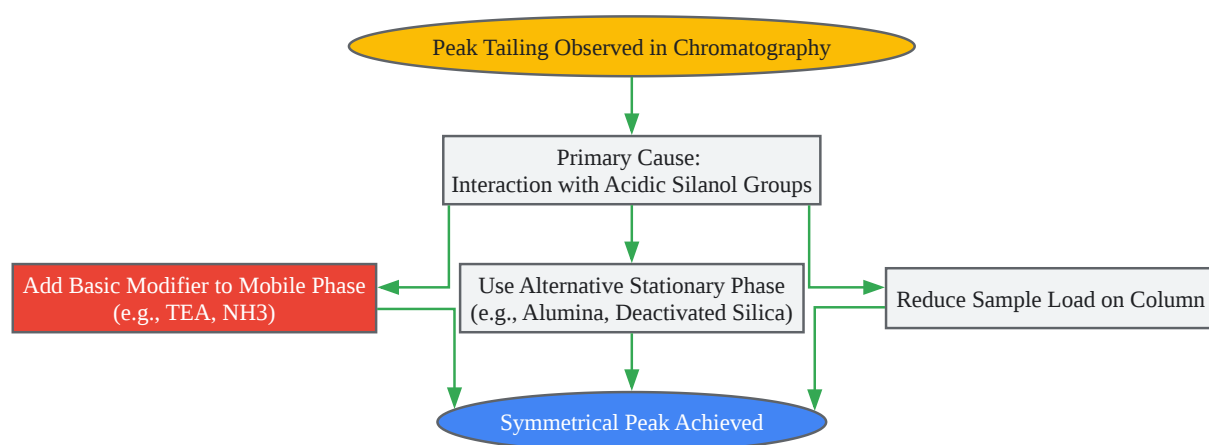 Peak Tailing Observed in Chromatography
Primary Cause:
Interaction with Acidic Silanol Groups
Add Basic Modifier to Mobile Phase
(e.g., TEA, NH3)
Use Alternative Stationary Phase
(e.g., Alumina, Deactivated Silica)
Reduce Sample Load on Column
Symmetrical Peak Achieved